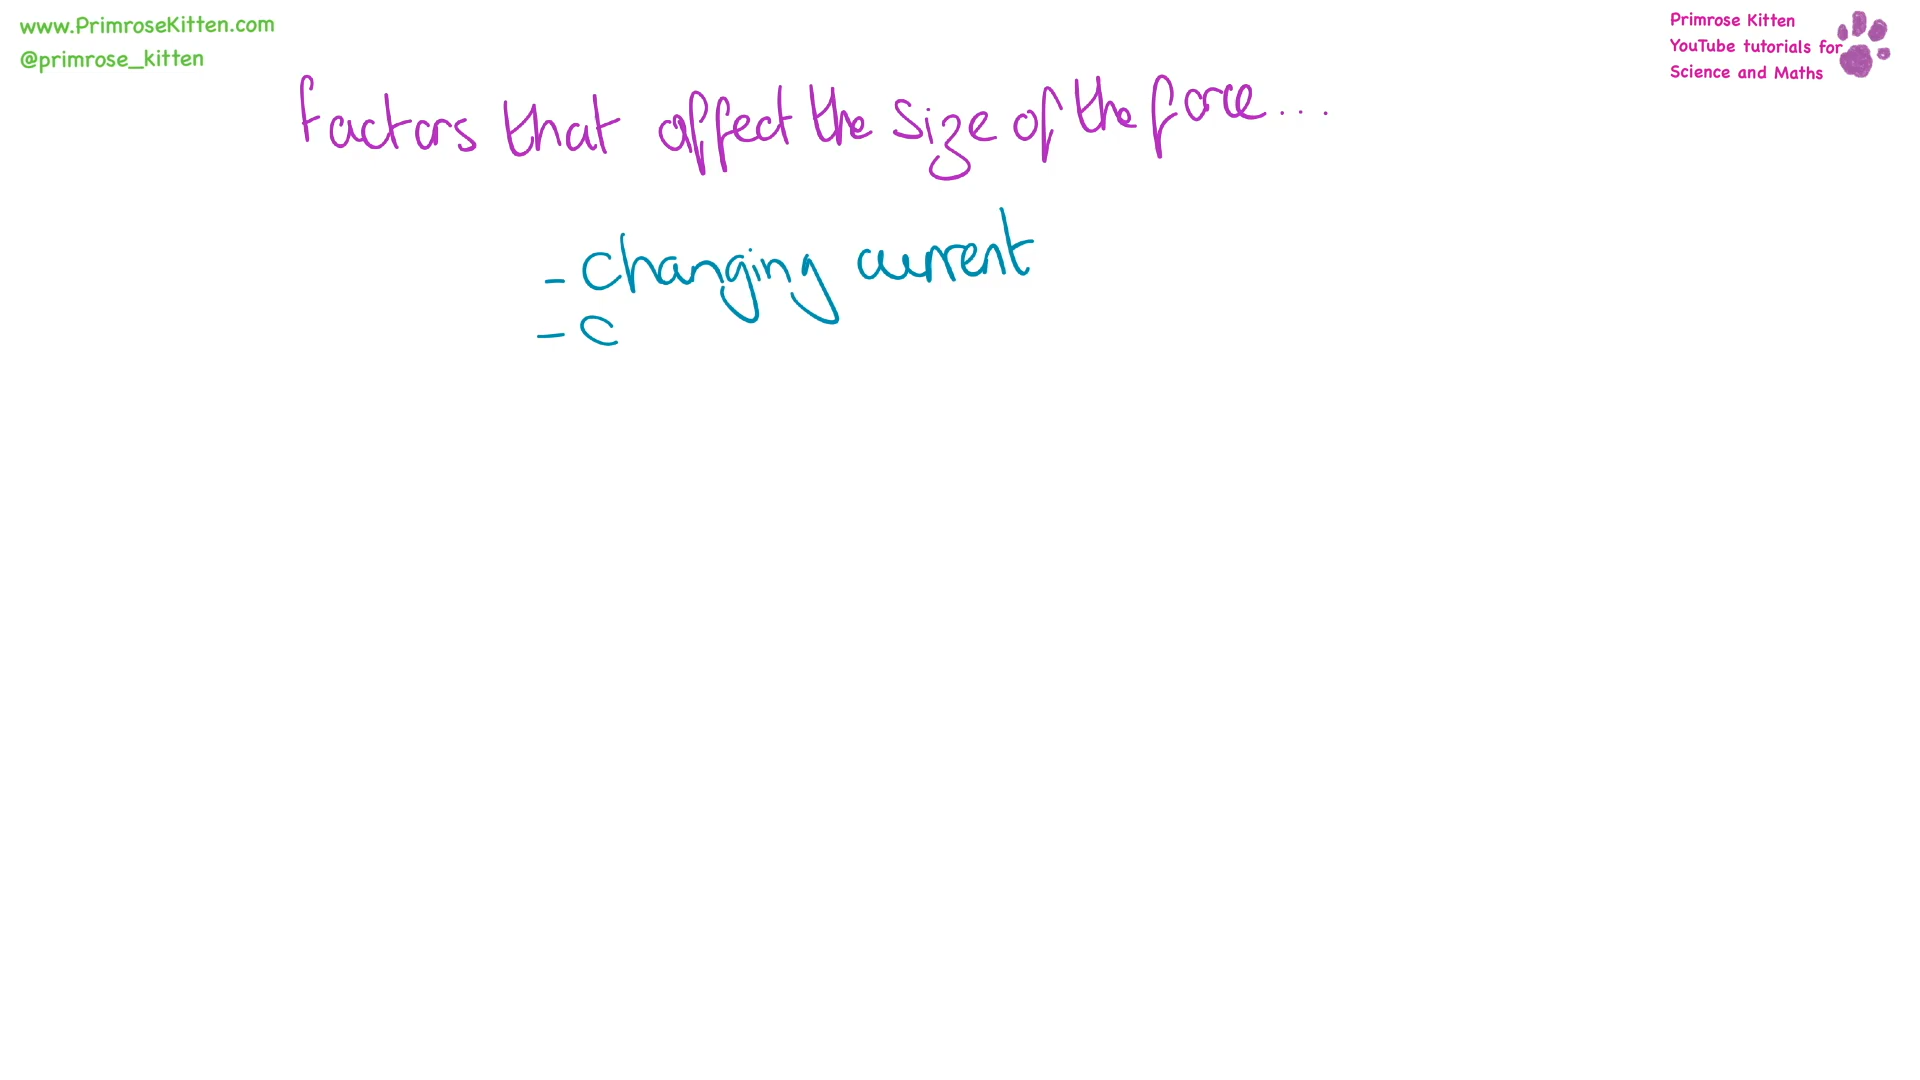 www.PrimroseKitten.com
@primrose_kitten
Primrose Kitten
YouTube tutorials for
Science and Maths
Factors that affect the size of the force...
- Changing current
- C